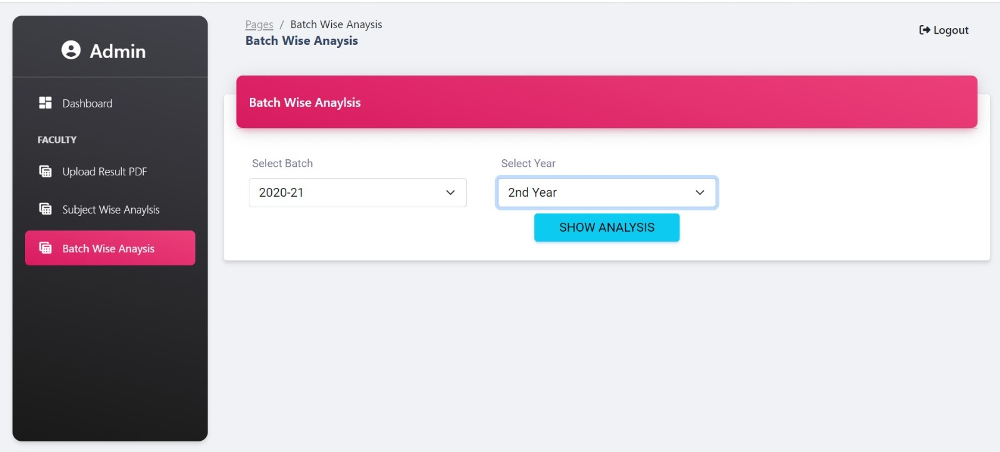 Admin
Dashboard
FACULTY
Upload Result PDF
Subject Wise Anaylsis
Batch Wise Anaysis
Pages / Batch Wise Anaysis
Batch Wise Anaysis
Logout
Batch Wise Anaylsis
Select Batch
2020-21
Select Year
2nd Year
SHOW ANALYSIS